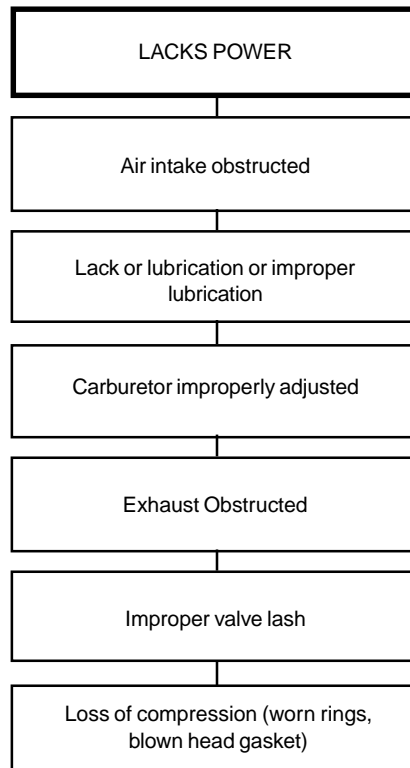 LACKS POWER
Air intake obstructed
Lack or lubrication or improper
lubrication
Carburetor improperly adjusted
Exhaust Obstructed
Improper valve lash
Loss of compression (worn rings,
blown head gasket)